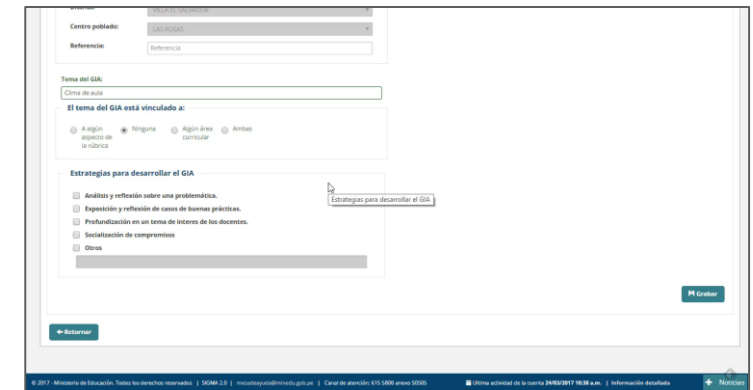 Distrito:
VILLA EL SALVADOR
Centro poblado:
LAS ROSAS
Referencia:
Referencia
Tema del GIA:
Clima de aula
El tema del GIA está vinculado a:
A algún aspecto de la rúbrica
Ninguna
Algún área curricular
Ambas
Estrategias para desarrollar el GIA
Estrategias para desarrollar el GIA
Análisis y reflexión sobre una problemática.
Exposición y reflexión de casos de buenas prácticas.
Profundización en un tema de interes de los docentes.
Socialización de compromisos
Otros
Grabar
Retornar
© 2017 - Ministerio de Educación. Todos los derechos reservados | SIGMA 2.0 | mesadeayuda@minedu.gob.pe | Canal de atención: 615 5800 anexo 50505
Última actividad de la cuenta 24/03/2017 10:38 a.m. | Información detallada
Noticias